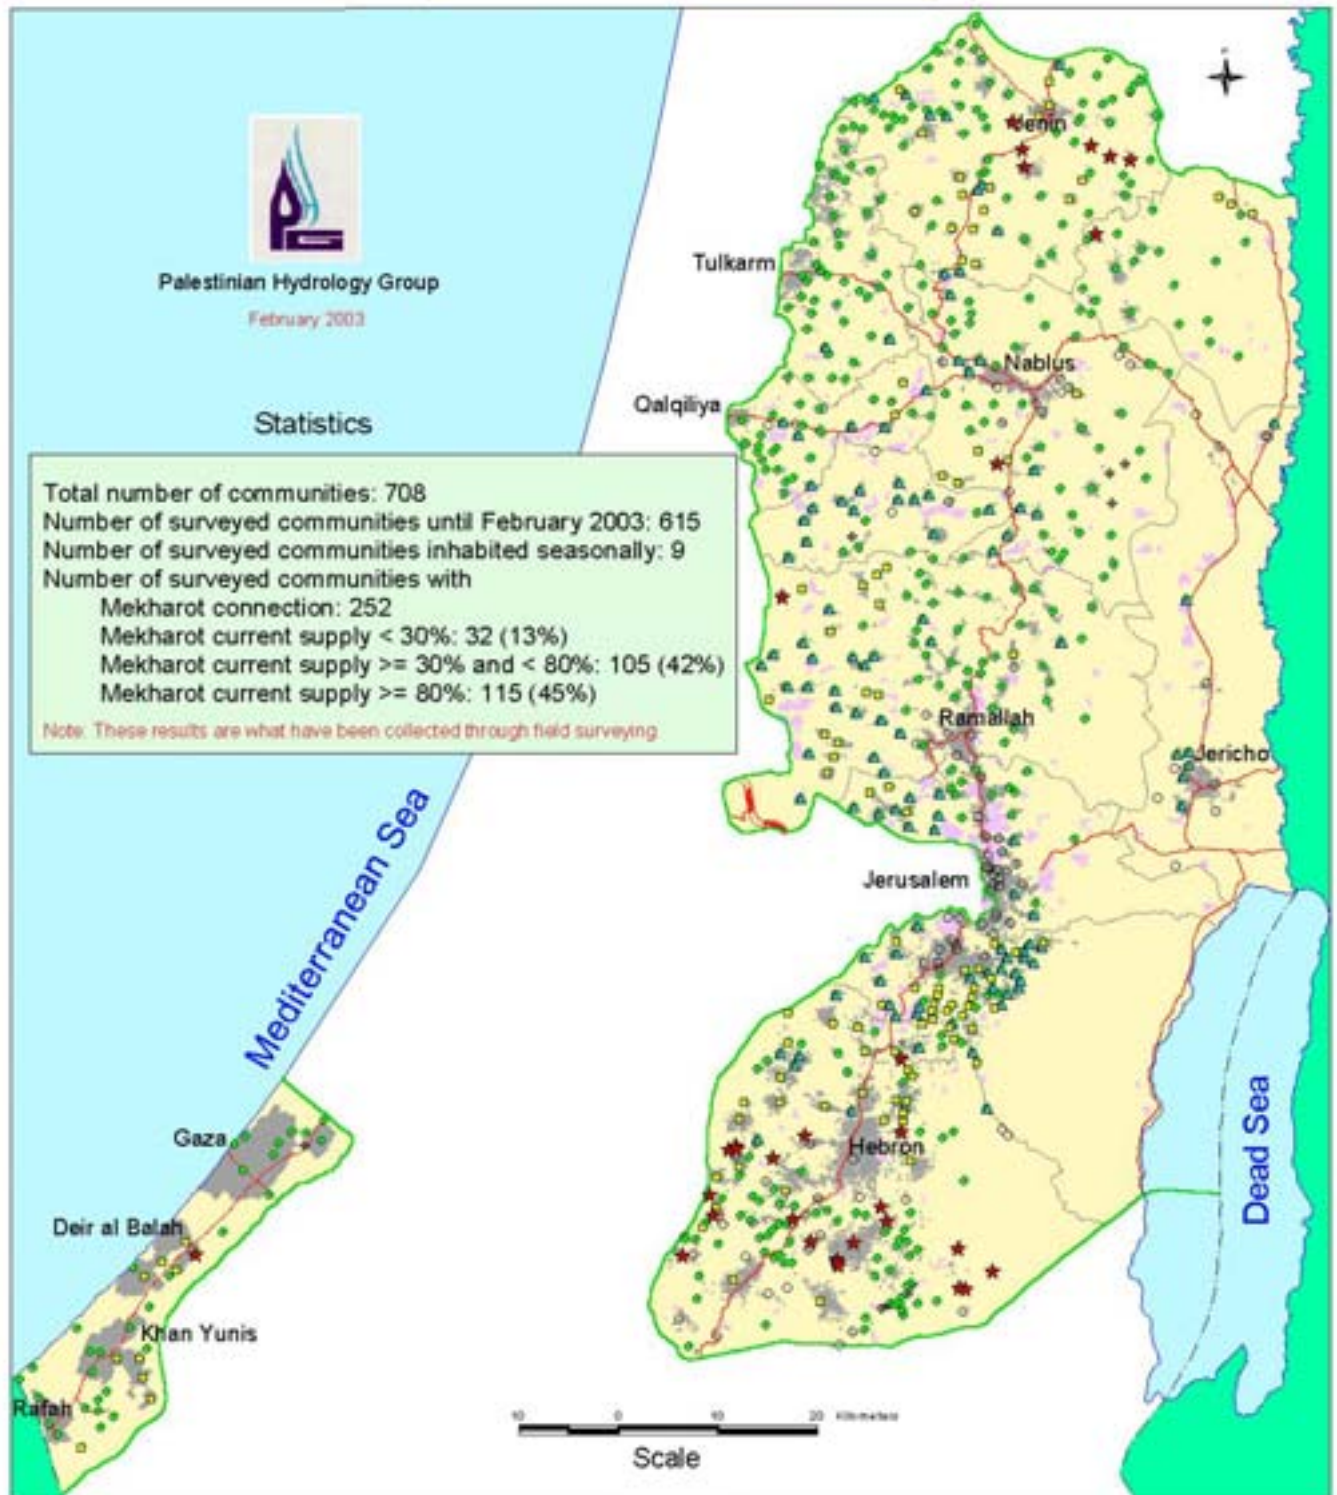 PG
Palestinian Hydrology Group
February 2003
Statistics
Total number of communities: 708
Number of surveyed communities until February 2003: 615
Number of surveyed communities inhabited seasonally: 9
Number of surveyed communities with
Mekharot connection: 252
Mekharot current supply < 30%: 32 (13%)
Mekharot current supply >= 30% and < 80%: 105 (42%)
Mekharot current supply >= 80%: 115 (45%)
Note: These results are what have been collected through field surveying
Jenin
Tulkarm
Nablus
Qalqiliya
Ramallah
Jericho
Jerusalem
Mediterranean Sea
Hebron
Dead Sea
Gaza
Deir al Balah
Khan Yunis
Rafah
10 0 10 20 Kilometers
Scale